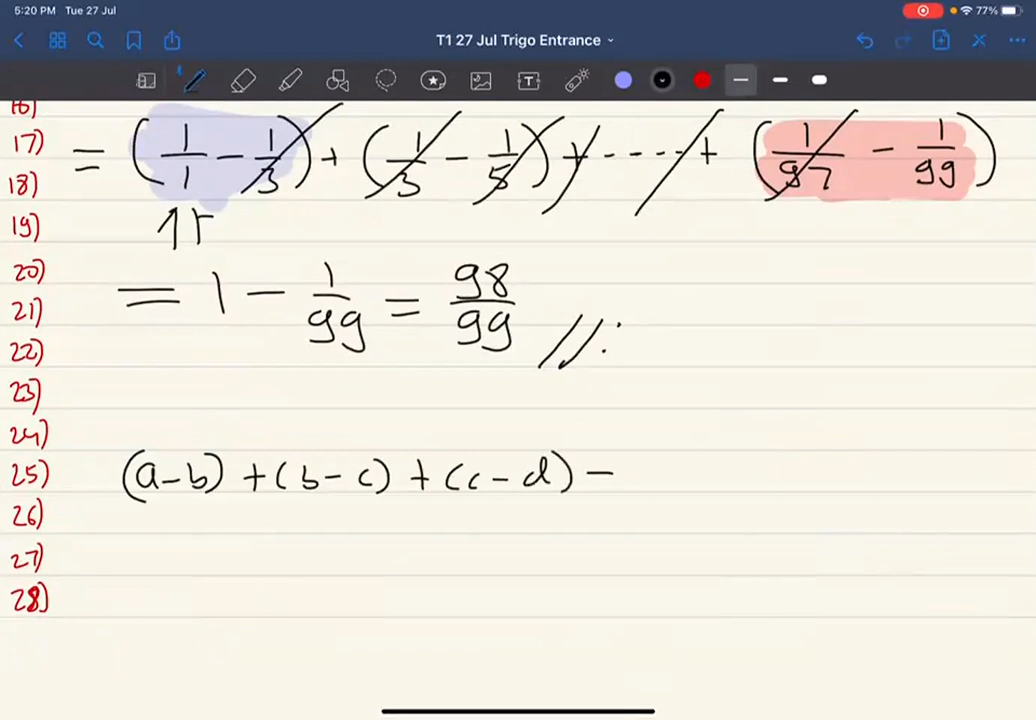 5:20 PM Tue 27 Jul 77%
T1 27 Jul Trigo Entrance
16)
17)
= (1/1 - 1/3) + (1/3 - 1/5) + ---- + (1/97 - 1/99)
18)
19)
20)
= 1 - 1/99 = 98/99 //:
21)
22)
23)
24)
25) (a-b) + (b-c) + (c-d) -
26)
27)
28)